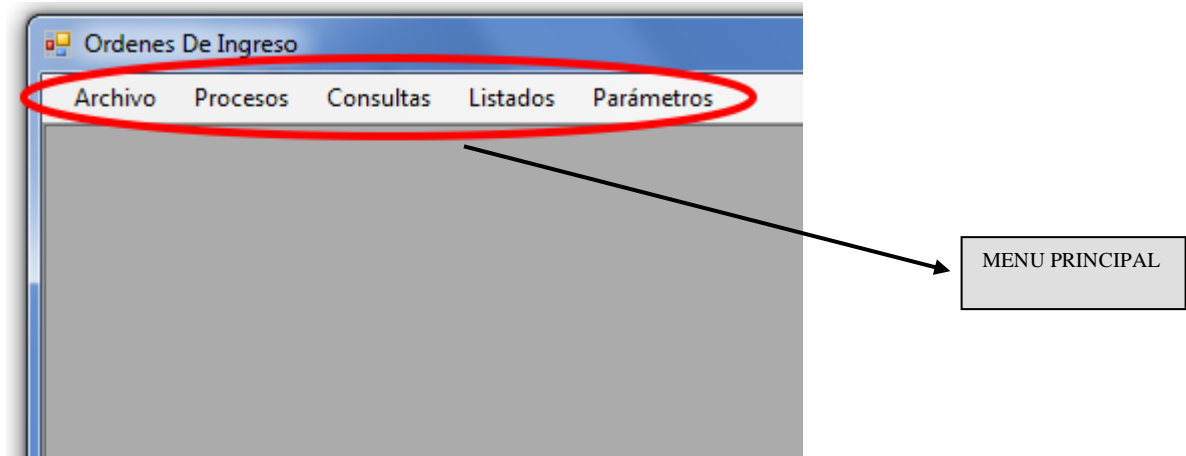 Ordenes De Ingreso
Archivo Procesos Consultas Listados Parámetros
MENU PRINCIPAL